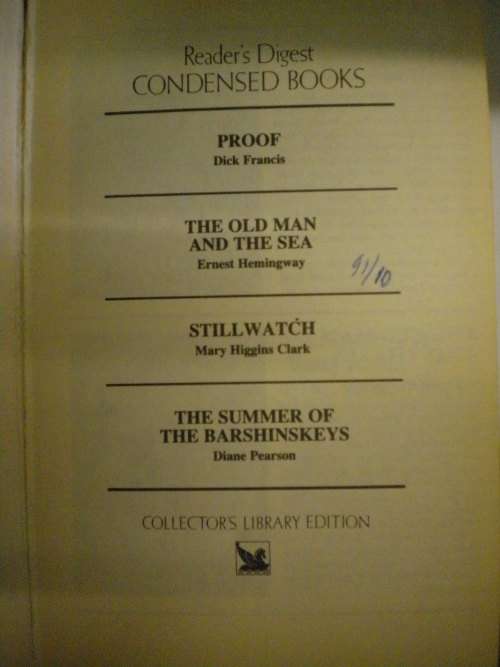 Reader's Digest
CONDENSED BOOKS
PROOF
Dick Francis
THE OLD MAN
AND THE SEA
Ernest Hemingway
91/10
STILLWATCH
Mary Higgins Clark
THE SUMMER OF
THE BARSHINSKEYS
Diane Pearson
COLLECTOR'S LIBRARY EDITION